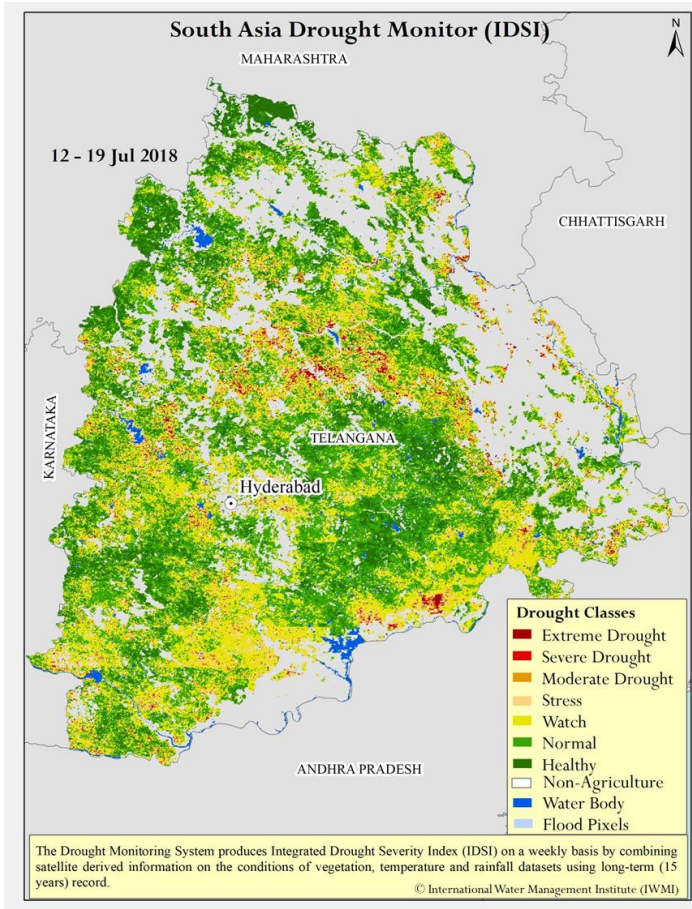 South Asia Drought Monitor (IDSI)
N
MAHARASHTRA
12 - 19 Jul 2018
CHHATTISGARH
KARNATAKA
TELANGANA
Hyderabad
Drought Classes
Extreme Drought
Severe Drought
Moderate Drought
Stress
Watch
Normal
Healthy
Non-Agriculture
Water Body
Flood Pixels
ANDHRA PRADESH
The Drought Monitoring System produces Integrated Drought Severity Index (IDSI) on a weekly basis by combining
satellite derived information on the conditions of vegetation, temperature and rainfall datasets using long-term (15
years) record.
© International Water Management Institute (IWMI)